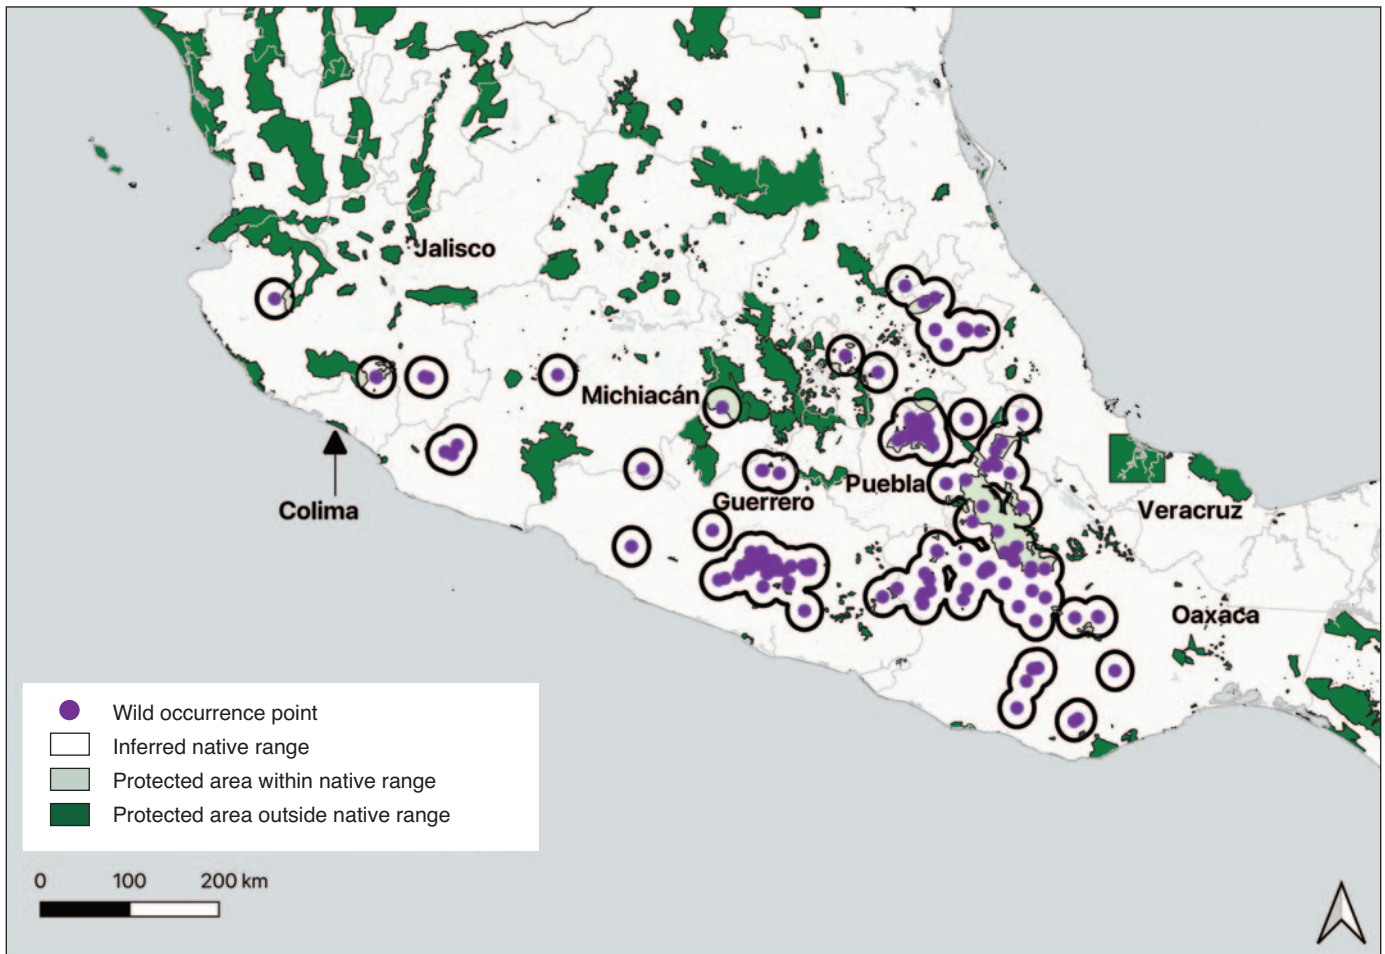 Jalisco
Michiacán
Puebla
Guerrero
Veracruz
Colima
Oaxaca
Wild occurrence point
Inferred native range
Protected area within native range
Protected area outside native range
0 100 200 km